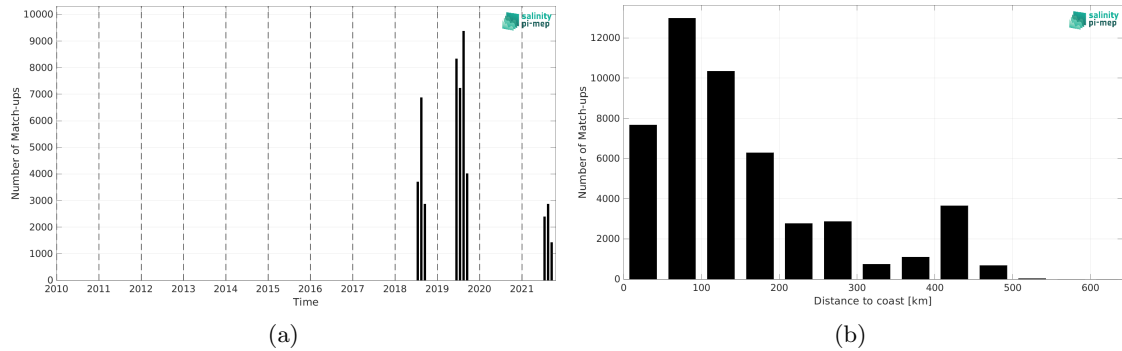 10000
9000
8000
7000
6000
5000
4000
3000
2000
1000
0
Number of Match-ups
2010 2011 2012 2013 2014 2015 2016 2017 2018 2019 2020 2021
Time
salinity
pi-mep
(a)
12000
10000
8000
6000
4000
2000
0
Number of Match-ups
0 100 200 300 400 500 600
Distance to coast [km]
salinity
pi-mep
(b)